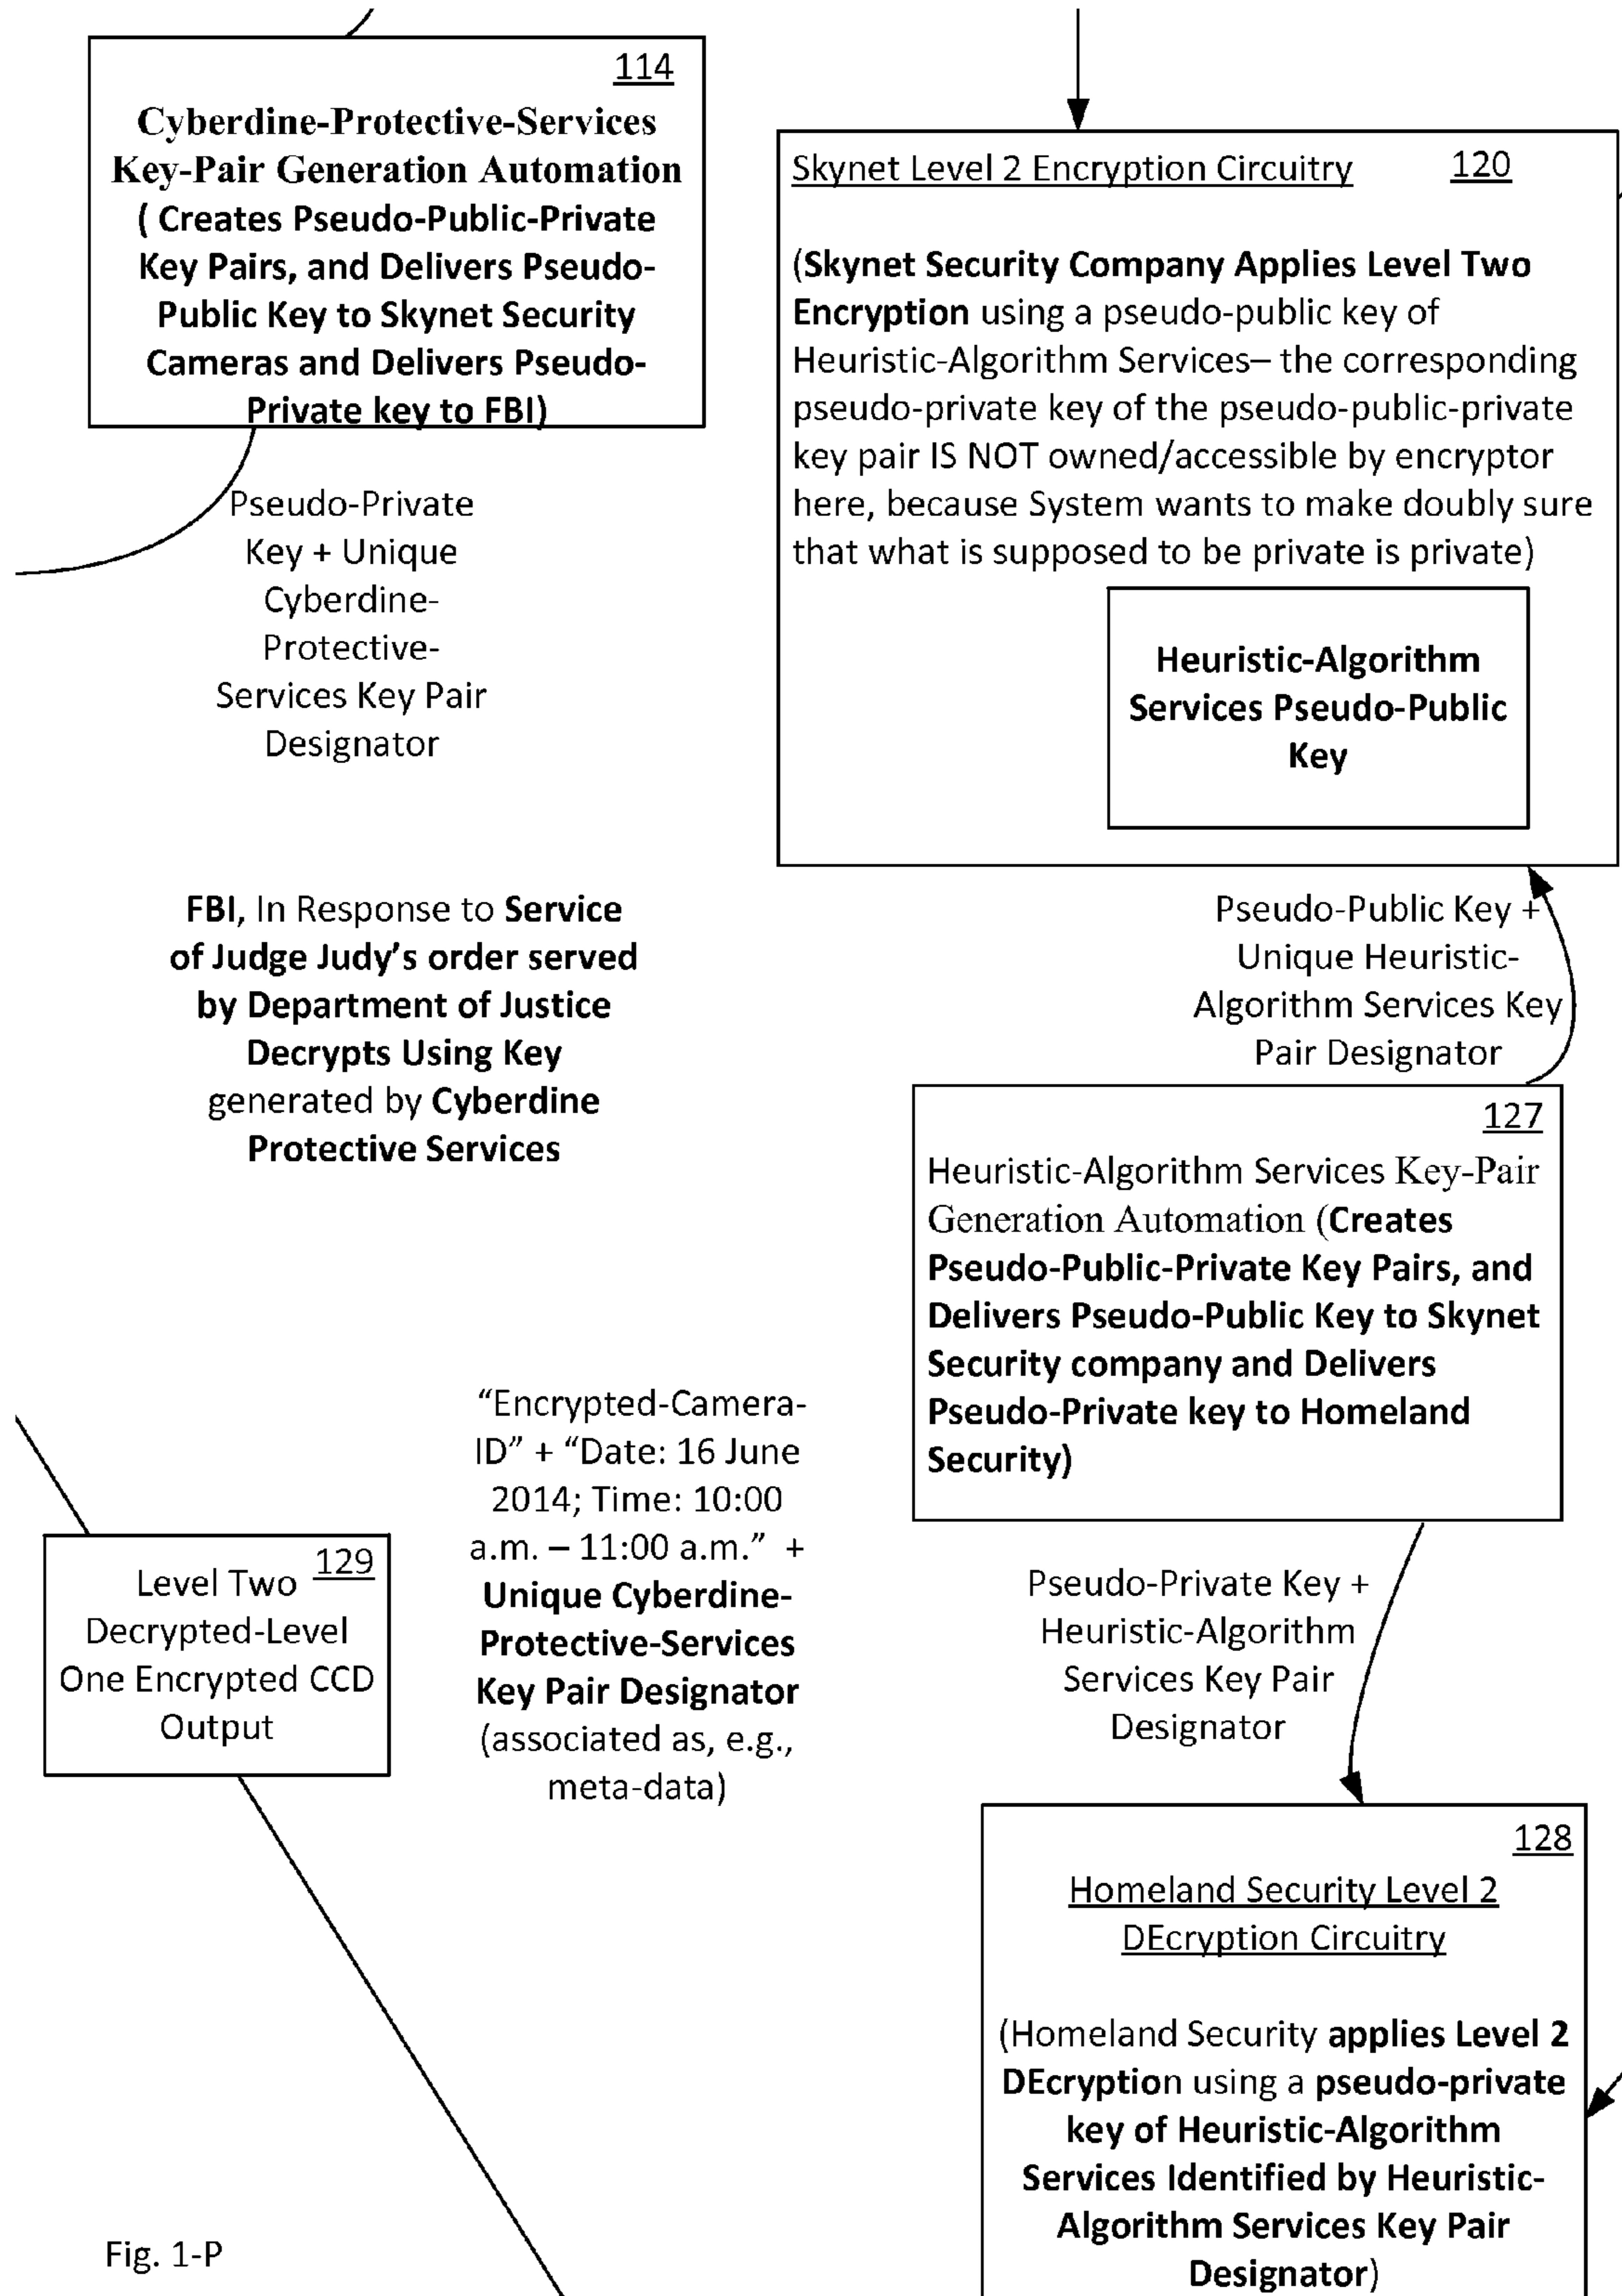 114
Cyberdine-Protective-Services
Key-Pair Generation Automation
( Creates Pseudo-Public-Private
Key Pairs, and Delivers Pseudo-
Public Key to Skynet Security
Cameras and Delivers Pseudo-
Private key to FBI)
Pseudo-Private
Key + Unique
Cyberdine-
Protective-
Services Key Pair
Designator
Skynet Level 2 Encryption Circuitry 120
(Skynet Security Company Applies Level Two
Encryption using a pseudo-public key of
Heuristic-Algorithm Services– the corresponding
pseudo-private key of the pseudo-public-private
key pair IS NOT owned/accessible by encryptor
here, because System wants to make doubly sure
that what is supposed to be private is private)
Heuristic-Algorithm
Services Pseudo-Public
Key
FBI, In Response to Service
of Judge Judy’s order served
by Department of Justice
Decrypts Using Key
generated by Cyberdine
Protective Services
Pseudo-Public Key +
Unique Heuristic-
Algorithm Services Key
Pair Designator
127
Heuristic-Algorithm Services Key-Pair
Generation Automation (Creates
Pseudo-Public-Private Key Pairs, and
Delivers Pseudo-Public Key to Skynet
Security company and Delivers
Pseudo-Private key to Homeland
Security)
“Encrypted-Camera-
ID” + “Date: 16 June
2014; Time: 10:00
a.m. – 11:00 a.m.” +
Unique Cyberdine-
Protective-Services
Key Pair Designator
(associated as, e.g.,
meta-data)
129
Level Two
Decrypted-Level
One Encrypted CCD
Output
Pseudo-Private Key +
Heuristic-Algorithm
Services Key Pair
Designator
128
Homeland Security Level 2
DEcryption Circuitry
(Homeland Security applies Level 2
DEcryption using a pseudo-private
key of Heuristic-Algorithm
Services Identified by Heuristic-
Algorithm Services Key Pair
Designator)
Fig. 1-P